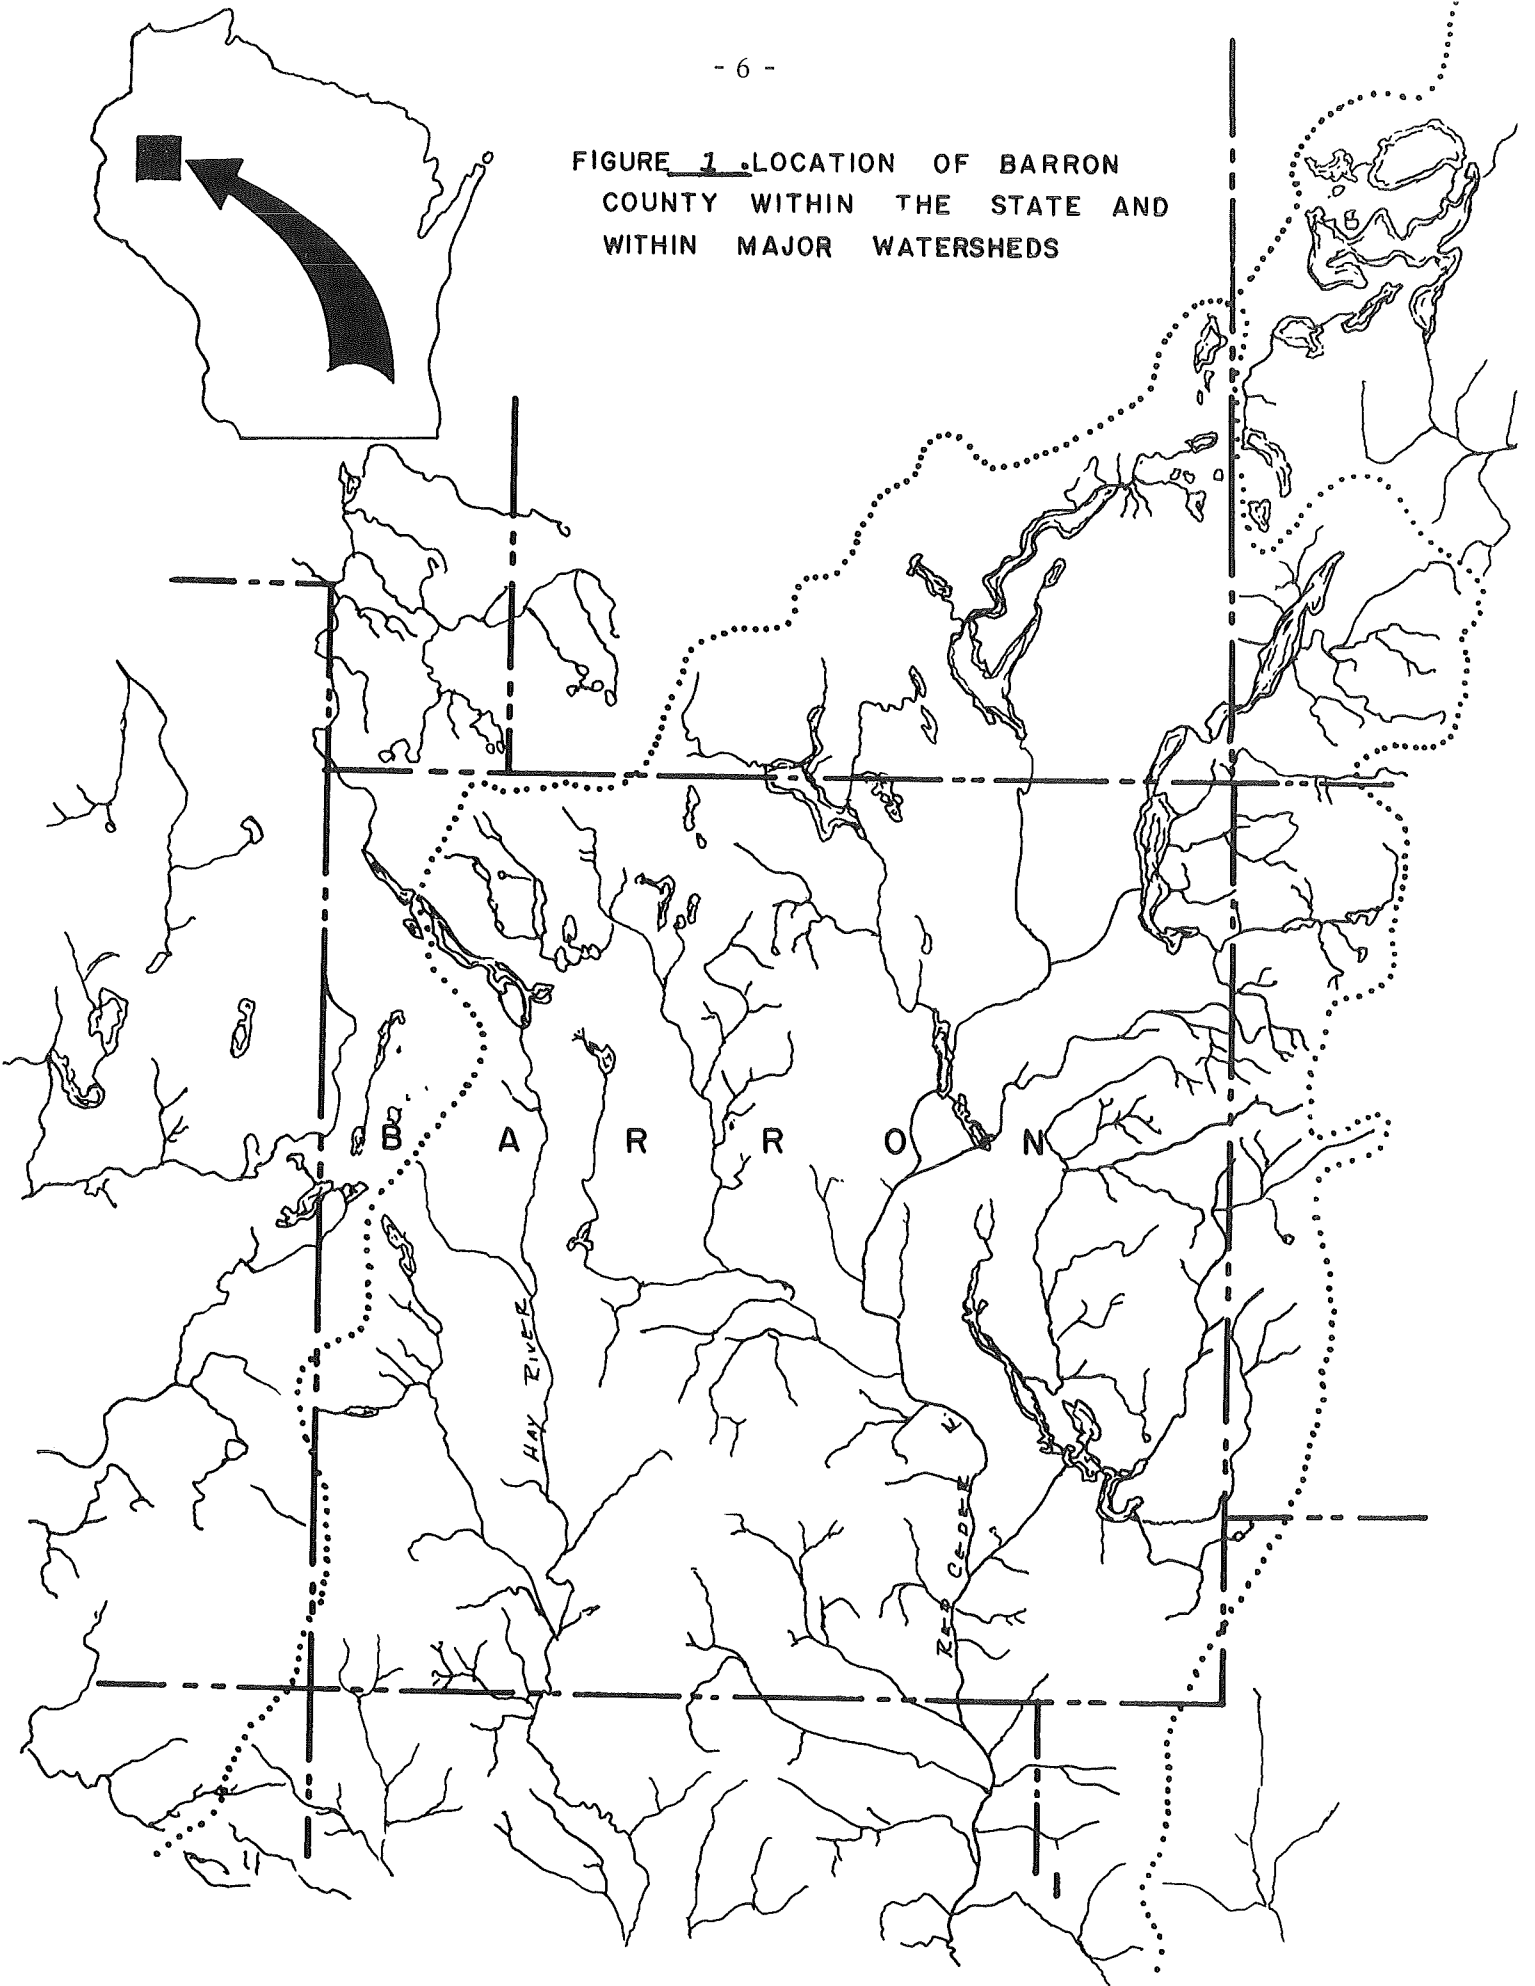 - 6 -
FIGURE 1 . LOCATION OF BARRON
COUNTY WITHIN THE STATE AND
WITHIN MAJOR WATERSHEDS
B A R R O N
HAY RIVER
RED CEDER